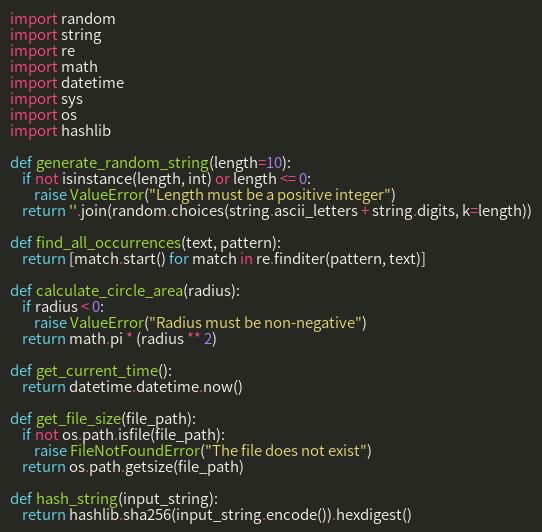 import random
import string
import re
import math
import datetime
import sys
import os
import hashlib

def generate_random_string(length=10):
    if not isinstance(length, int) or length <= 0:
        raise ValueError("Length must be a positive integer")
    return ''.join(random.choices(string.ascii_letters + string.digits, k=length))

def find_all_occurrences(text, pattern):
    return [match.start() for match in re.finditer(pattern, text)]

def calculate_circle_area(radius):
    if radius < 0:
        raise ValueError("Radius must be non-negative")
    return math.pi * (radius ** 2)

def get_current_time():
    return datetime.datetime.now()

def get_file_size(file_path):
    if not os.path.isfile(file_path):
        raise FileNotFoundError("The file does not exist")
    return os.path.getsize(file_path)

def hash_string(input_string):
    return hashlib.sha256(input_string.encode()).hexdigest()